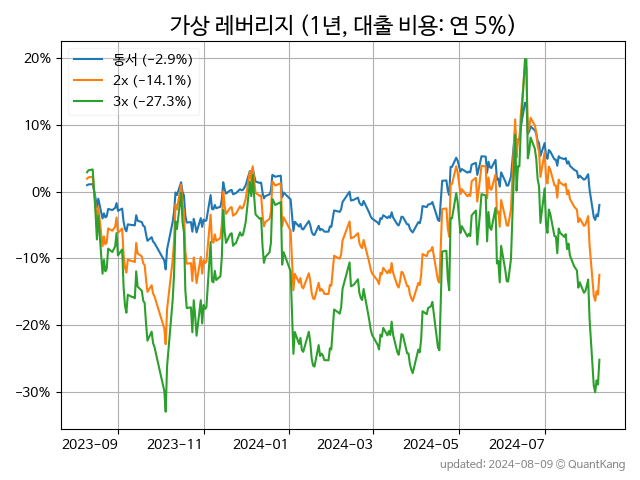 가상 레버리지 (1년, 대출 비용: 연 5%)
동서 (−2.9%)
2x (−14.1%)
3x (−27.3%)
20%
10%
0%
−10%
−20%
−30%
2023-09
2023-11
2024-01
2024-03
2024-05
2024-07
updated: 2024-08-09 © QuantKang